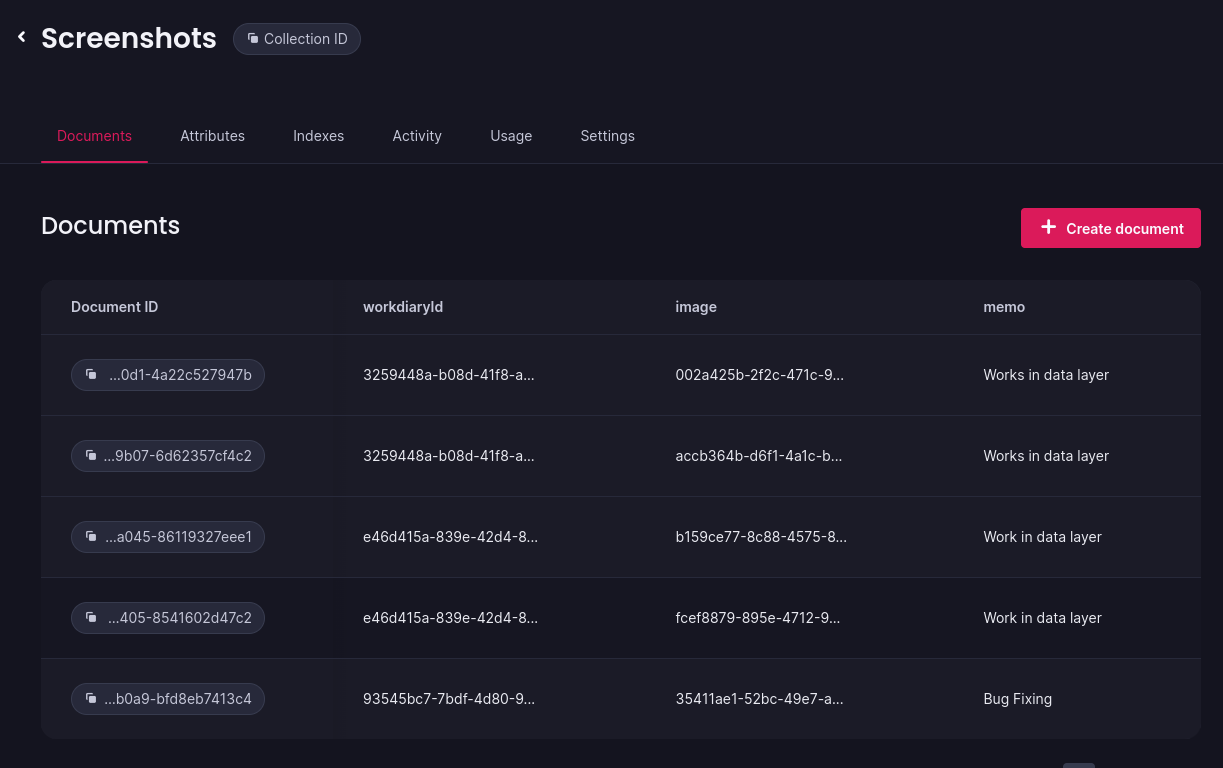 Screenshots Collection ID
Documents Attributes Indexes Activity Usage Settings
Documents
Create document
Document ID workdiaryId image memo
...0d1-4a22c527947b 3259448a-b08d-41f8-a... 002a425b-2f2c-471c-9... Works in data layer
...9b07-6d62357cf4c2 3259448a-b08d-41f8-a... accb364b-d6f1-4a1c-b... Works in data layer
...a045-86119327eee1 e46d415a-839e-42d4-8... b159ce77-8c88-4575-8... Work in data layer
...405-8541602d47c2 e46d415a-839e-42d4-8... fcef8879-895e-4712-9... Work in data layer
...b0a9-bfd8eb7413c4 93545bc7-7bdf-4d80-9... 35411ae1-52bc-49e7-a... Bug Fixing